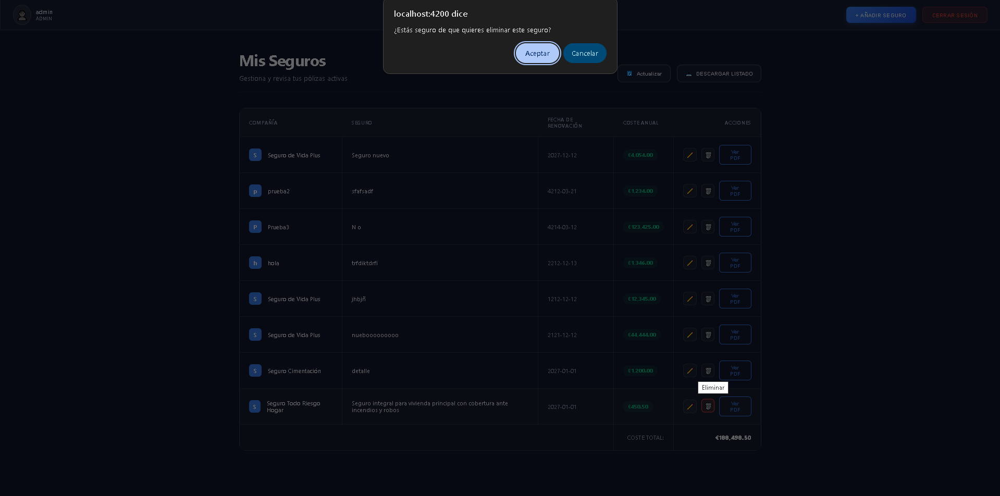 admin
ADMIN
localhost:4200 dice
¿Estás seguro de que quieres eliminar este seguro?
Aceptar
Cancelar
+ AÑADIR SEGURO
CERRAR SESIÓN
Mis Seguros
Gestiona y revisa tus pólizas activas
Actualizar
DESCARGAR LISTADO
COMPAÑÍA
SEGURO
FECHA DE
RENOVACIÓN
COSTE ANUAL
ACCIONES
S
Seguro de Vida Plus
Seguro nuevo
2027-12-12
€4,054.00
Ver
PDF
p
prueba2
sfafsadf
4212-03-21
€1,234.00
Ver
PDF
P
Prueba3
N o
4214-03-12
€123,425.00
Ver
PDF
h
hola
trfdiktdrfi
2212-12-13
€1,346.00
Ver
PDF
S
Seguro de Vida Plus
jhbjñ
1212-12-12
€12,345.00
Ver
PDF
S
Seguro de Vida Plus
nuebooooooooo
2121-12-12
€44,444.00
Ver
PDF
S
Seguro Cimentación
detalle
2027-01-01
€1,200.00
Ver
PDF
Eliminar
S
Seguro Todo Riesgo
Hogar
Seguro integral para vivienda principal con cobertura ante
incendios y robos
2027-01-01
€450.50
Ver
PDF
COSTE TOTAL:
€188,498.50